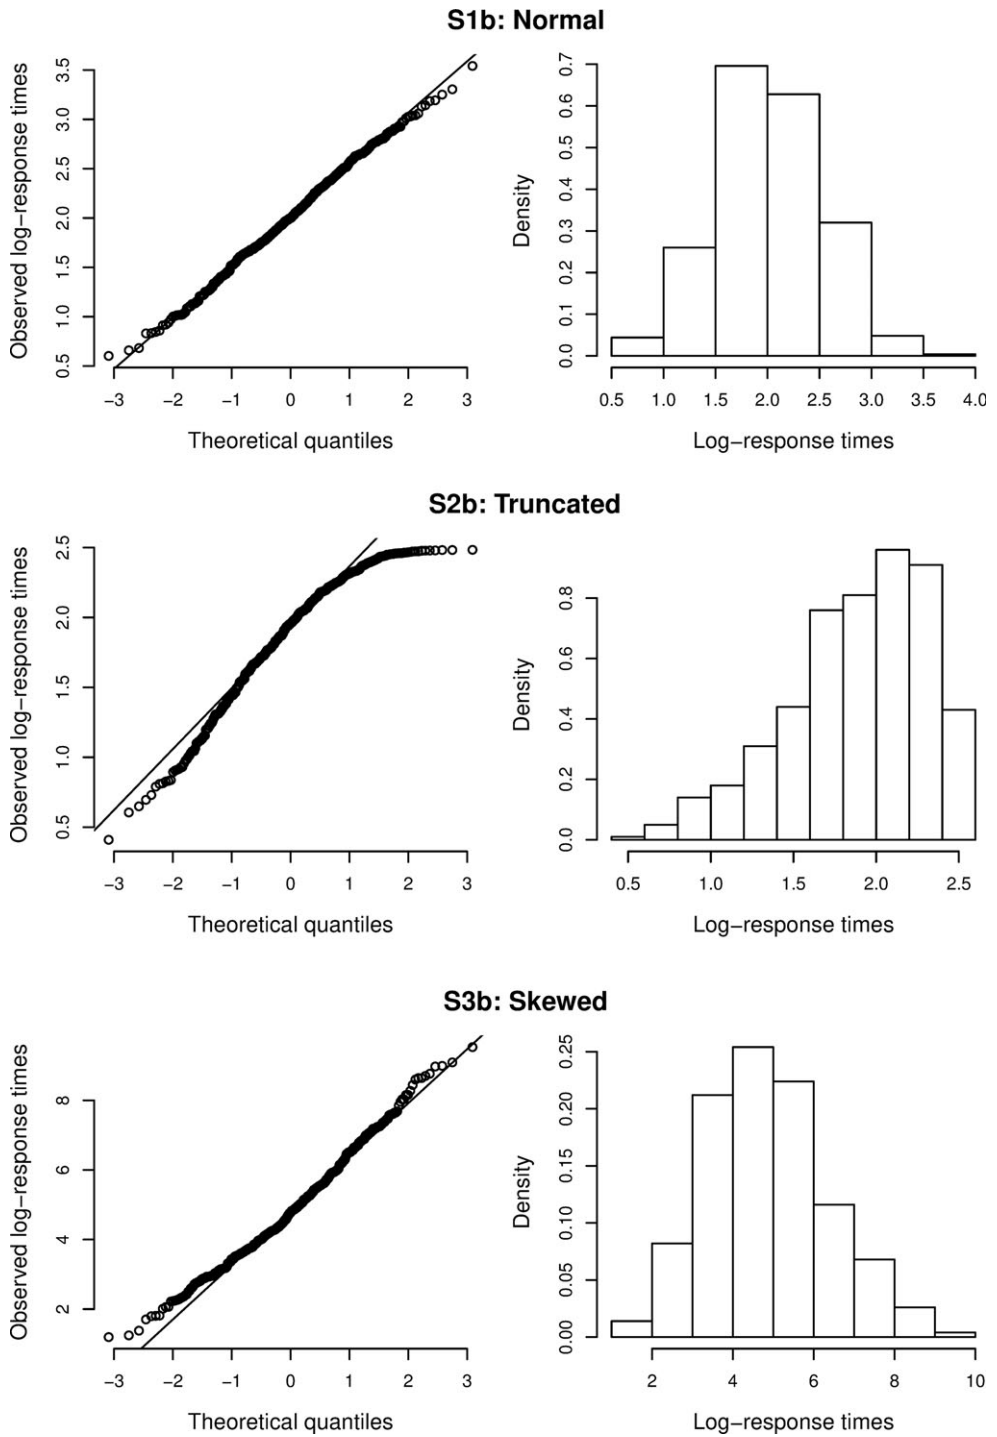 S1b: Normal
Observed log−response times
0.5 1.0 1.5 2.0 2.5 3.0 3.5
−3 −2 −1 0 1 2 3
Theoretical quantiles
Density
0.0 0.1 0.2 0.3 0.4 0.5 0.6 0.7
0.5 1.0 1.5 2.0 2.5 3.0 3.5 4.0
Log−response times
S2b: Truncated
Observed log−response times
0.5 1.0 1.5 2.0 2.5
−3 −2 −1 0 1 2 3
Theoretical quantiles
Density
0.0 0.2 0.4 0.6 0.8
0.5 1.0 1.5 2.0 2.5
Log−response times
S3b: Skewed
Observed log−response times
2 4 6 8
−3 −2 −1 0 1 2 3
Theoretical quantiles
Density
0.00 0.05 0.10 0.15 0.20 0.25
2 4 6 8 10
Log−response times